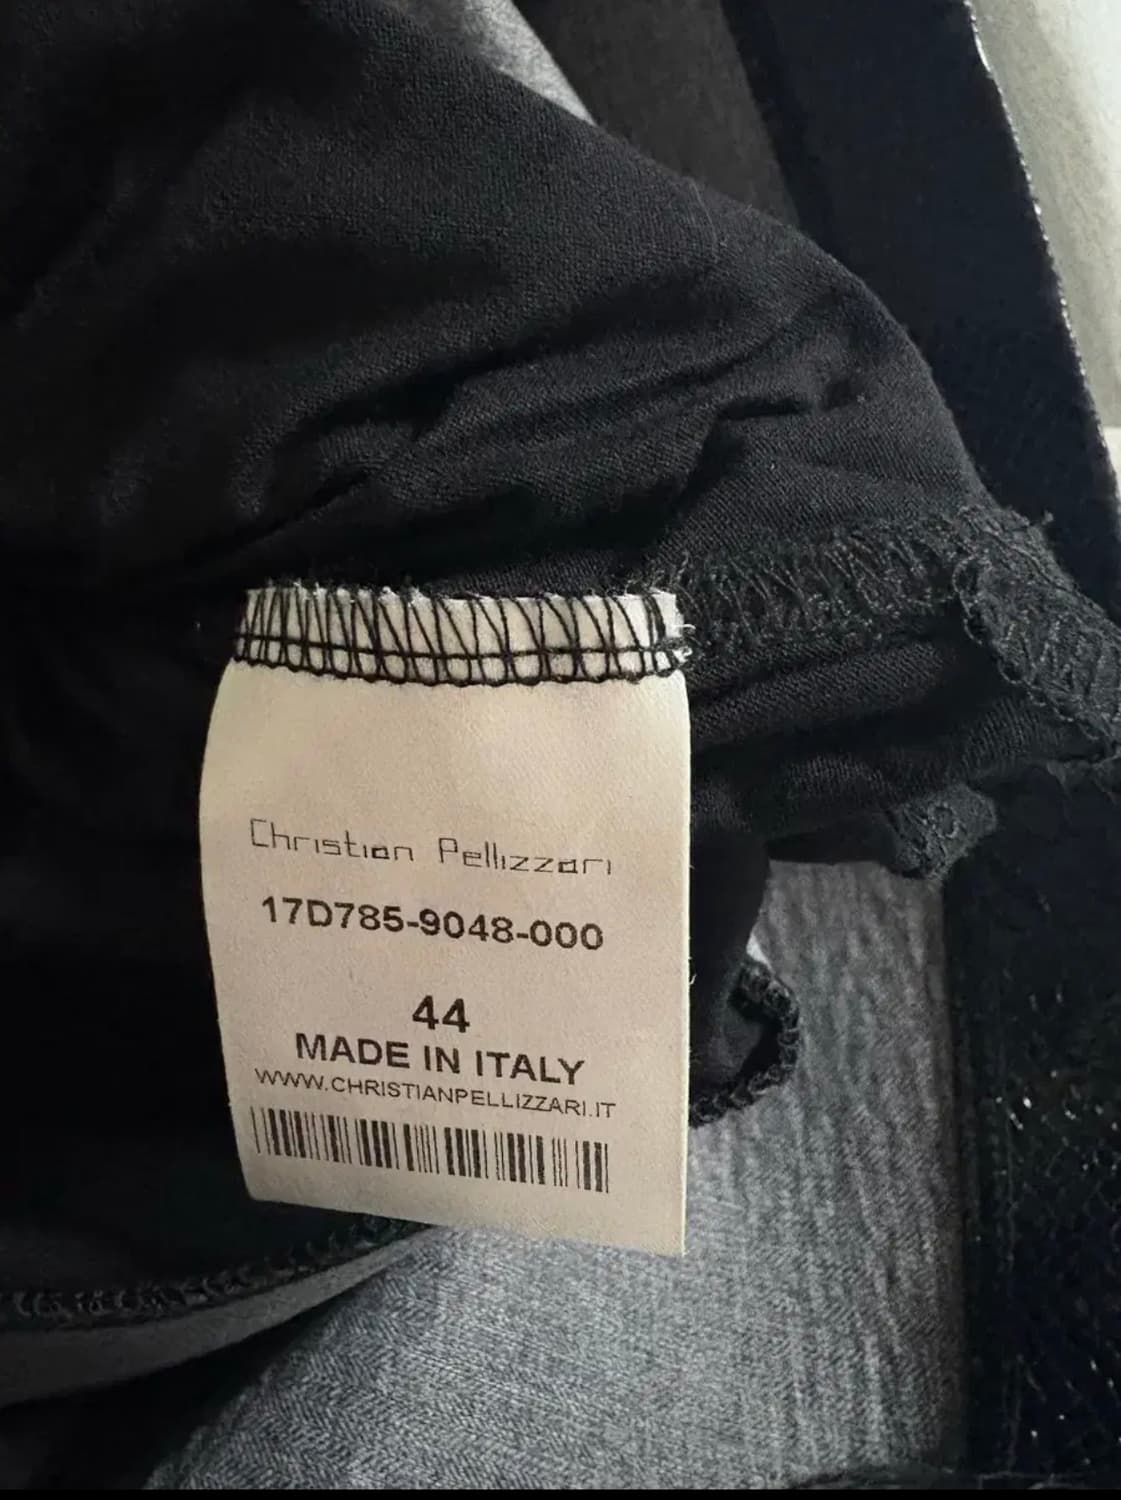 Christian Pellizzari
17D785-9048-000
44
MADE IN ITALY
WWW.CHRISTIANPELLIZZARI.IT